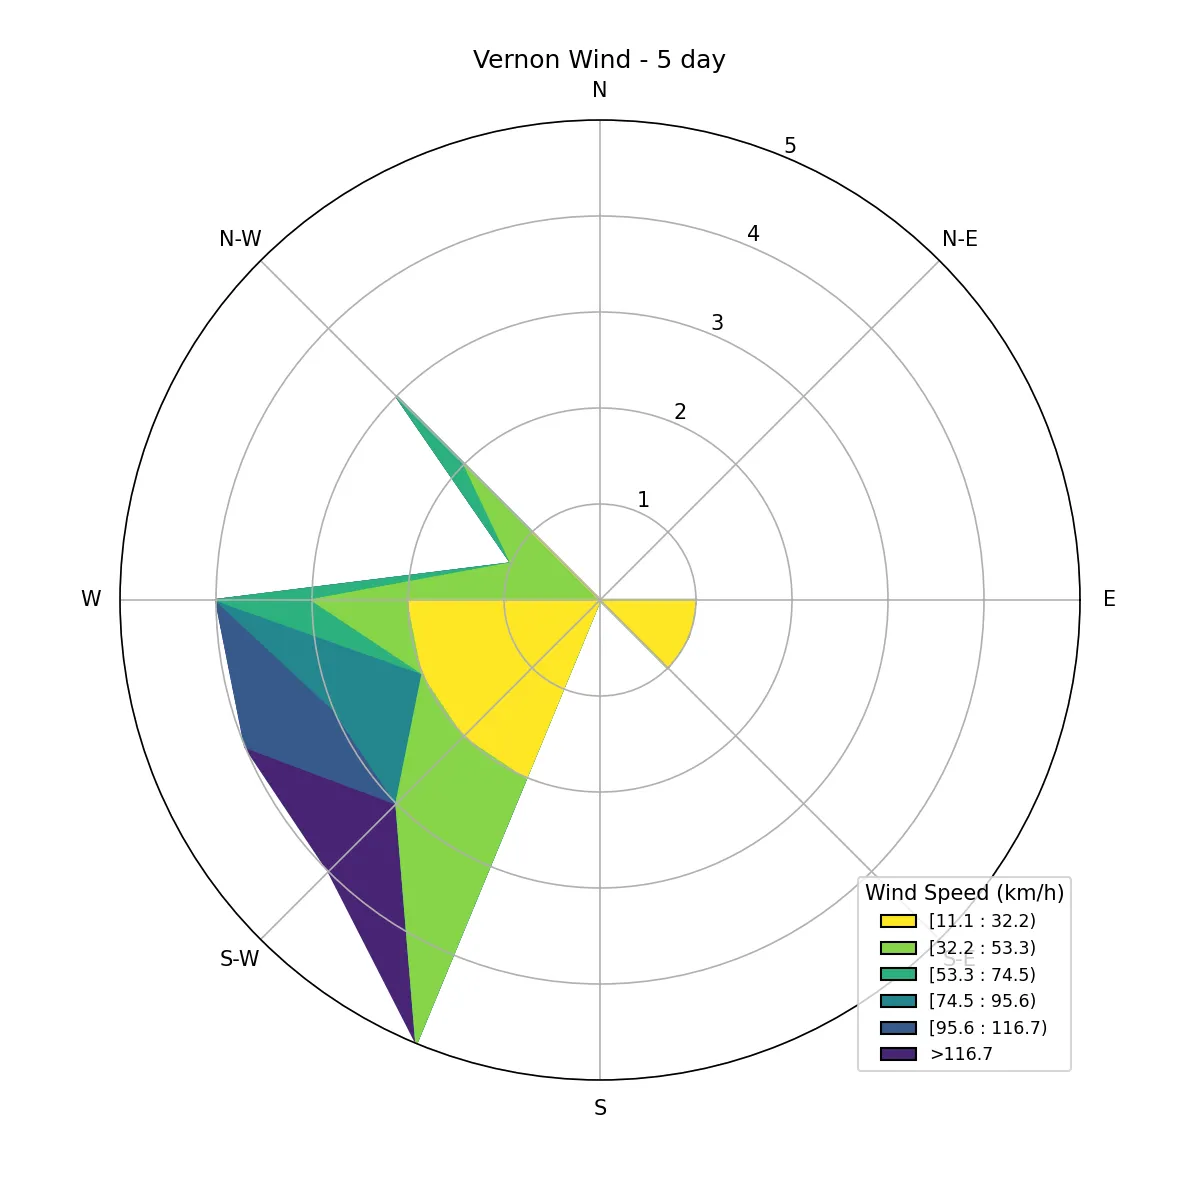 Vernon Wind - 5 day
N
5
N-W
N-E
4
3
2
1
W
E
S-W
S-E
S
Wind Speed (km/h)
[11.1 : 32.2)
[32.2 : 53.3)
[53.3 : 74.5)
[74.5 : 95.6)
[95.6 : 116.7)
>116.7